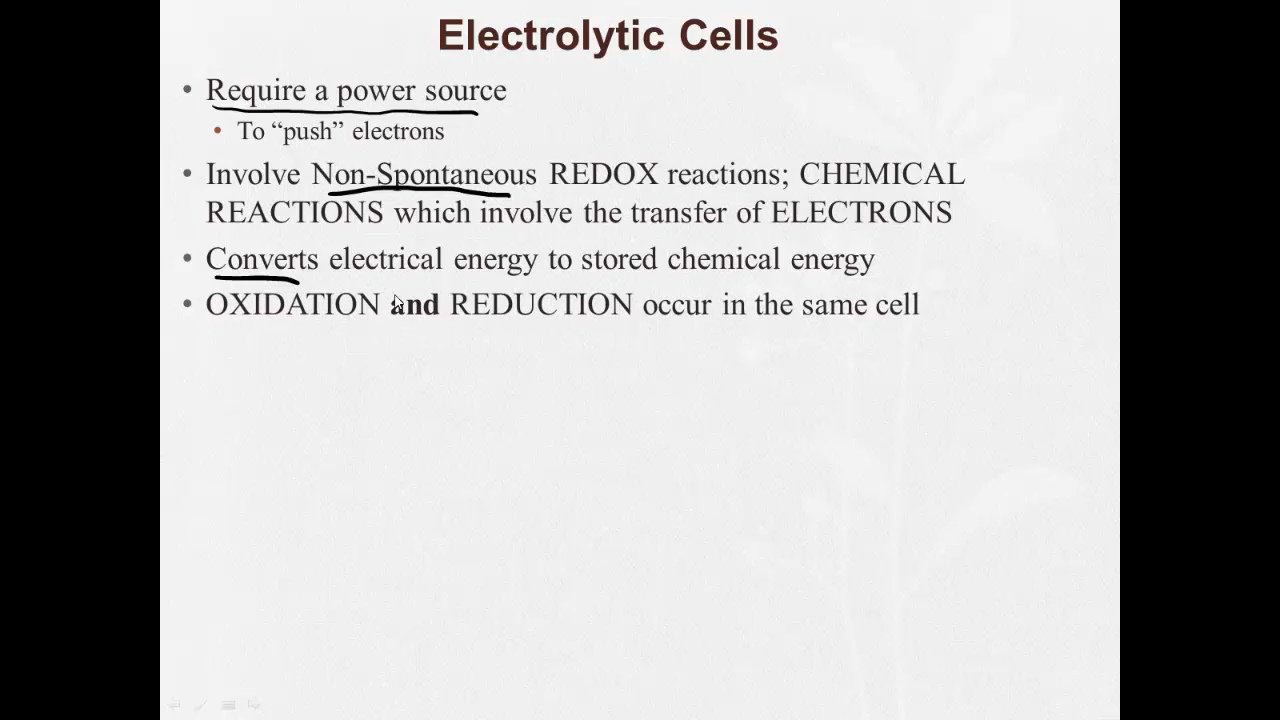 Electrolytic Cells
• Require a power source
• To “push” electrons
• Involve Non-Spontaneous REDOX reactions; CHEMICAL
REACTIONS which involve the transfer of ELECTRONS
• Converts electrical energy to stored chemical energy
• OXIDATION and REDUCTION occur in the same cell